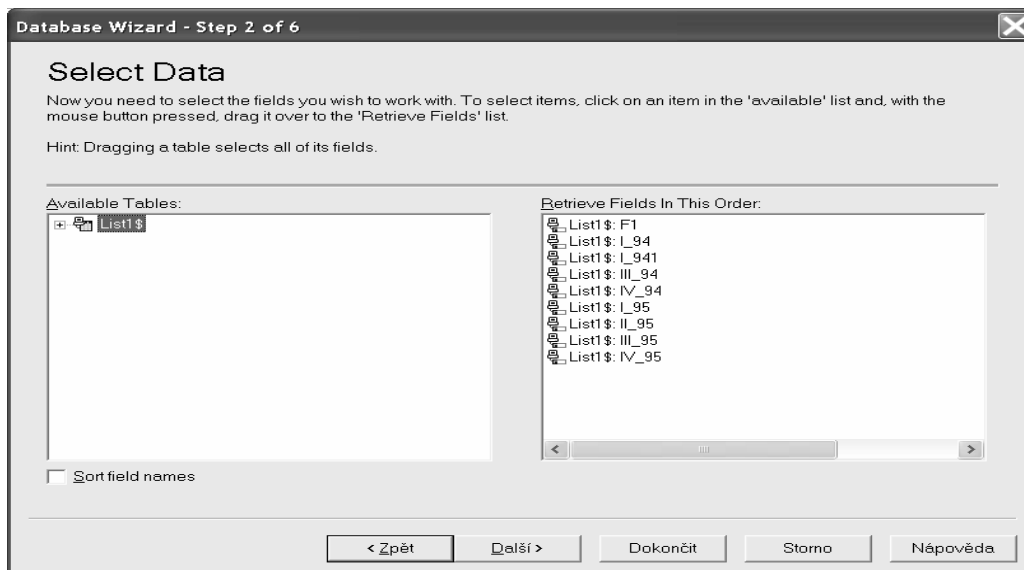 Database Wizard - Step 2 of 6
Select Data
Now you need to select the fields you wish to work with. To select items, click on an item in the 'available' list and, with the
mouse button pressed, drag it over to the 'Retrieve Fields' list.
Hint: Dragging a table selects all of its fields.
Available Tables:
List1$
Retrieve Fields In This Order:
List1$: F1
List1$: I_94
List1$: I_941
List1$: III_94
List1$: IV_94
List1$: I_95
List1$: II_95
List1$: III_95
List1$: IV_95
Sort field names
< Zpět
Další >
Dokončit
Storno
Nápověda